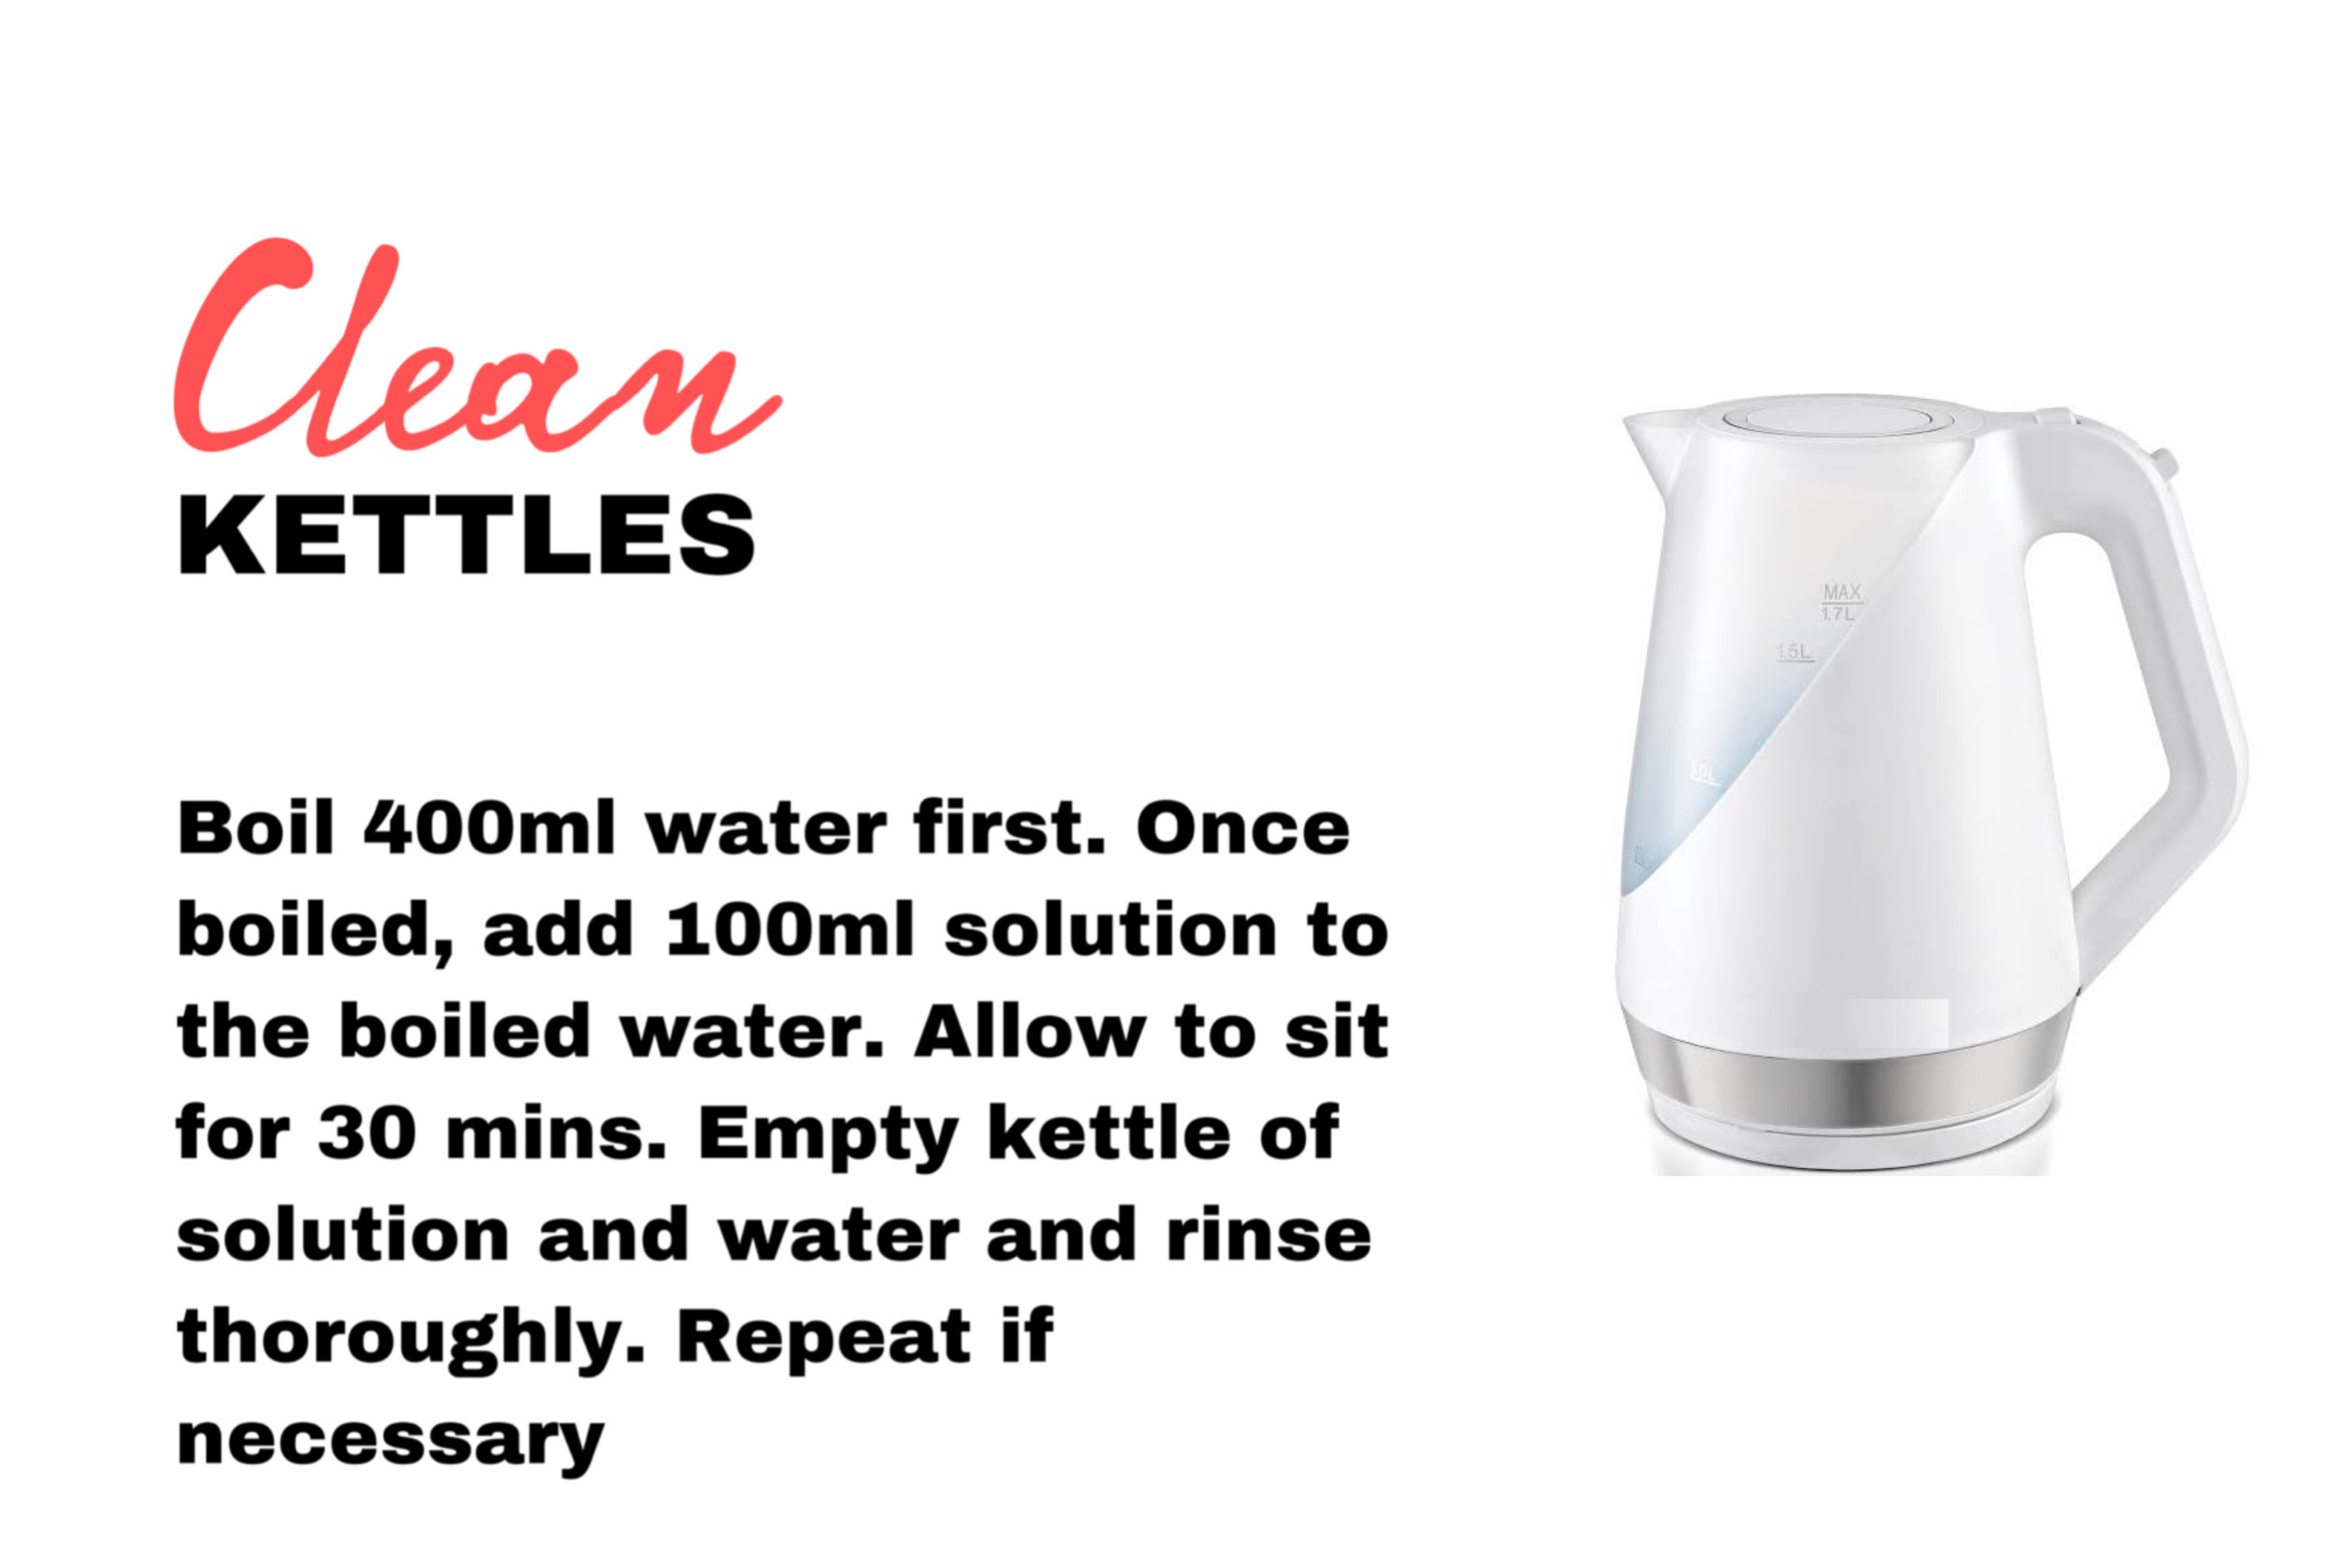 Clean
KETTLES
Boil 400ml water first. Once
boiled, add 100ml solution to
the boiled water. Allow to sit
for 30 mins. Empty kettle of
solution and water and rinse
thoroughly. Repeat if
necessary
MAX
1.7L
1.5L
1.0L